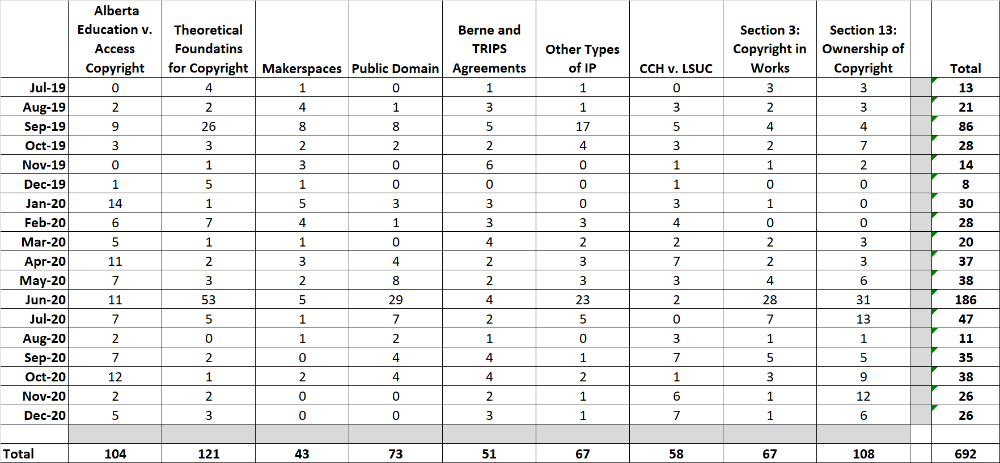 Alberta Education v. Access Copyright Theoretical Foundatins for Copyright Makerspaces Public Domain Berne and TRIPS Agreements Other Types of IP CCH v. LSUC Section 3: Copyright in Works Section 13: Ownership of Copyright Total
Jul-19 0 4 1 0 1 1 0 3 3 13
Aug-19 2 2 4 1 3 1 3 2 3 21
Sep-19 9 26 8 8 5 17 5 4 4 86
Oct-19 3 3 2 2 2 4 3 2 7 28
Nov-19 0 1 3 0 6 0 1 1 2 14
Dec-19 1 5 1 0 0 0 1 0 0 8
Jan-20 14 1 5 3 3 0 3 1 0 30
Feb-20 6 7 4 1 3 3 4 0 0 28
Mar-20 5 1 1 0 4 2 2 2 3 20
Apr-20 11 2 3 4 2 3 7 2 3 37
May-20 7 3 2 8 2 3 3 4 6 38
Jun-20 11 53 5 29 4 23 2 28 31 186
Jul-20 7 5 1 7 2 5 0 7 13 47
Aug-20 2 0 1 2 1 0 3 1 1 11
Sep-20 7 2 0 4 4 1 7 5 5 35
Oct-20 12 1 2 4 4 2 1 3 9 38
Nov-20 2 2 0 0 2 1 6 1 12 26
Dec-20 5 3 0 0 3 1 7 1 6 26
Total 104 121 43 73 51 67 58 67 108 692